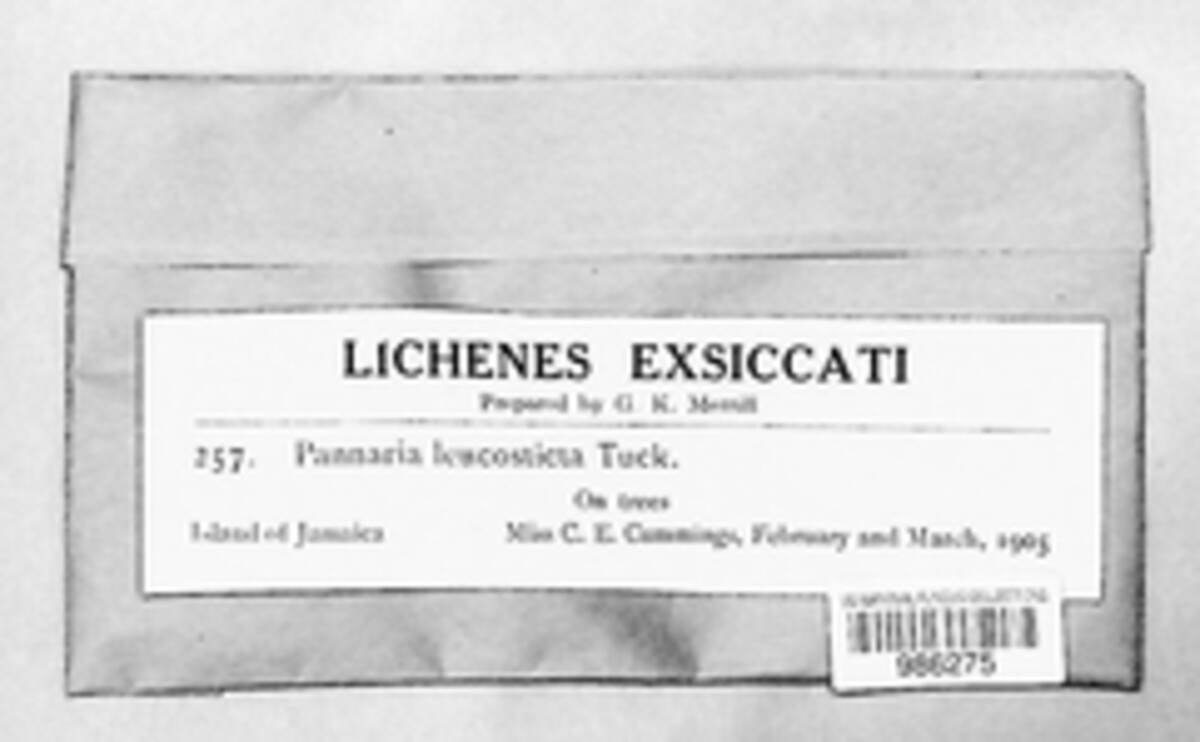 LICHENES EXSICCATI
Prepared by G. K. Merrill
257. Pannaria leucosticta Tuck.
On trees
Island of Jamaica Miss C. E. Cummings, February and March, 1905
986275